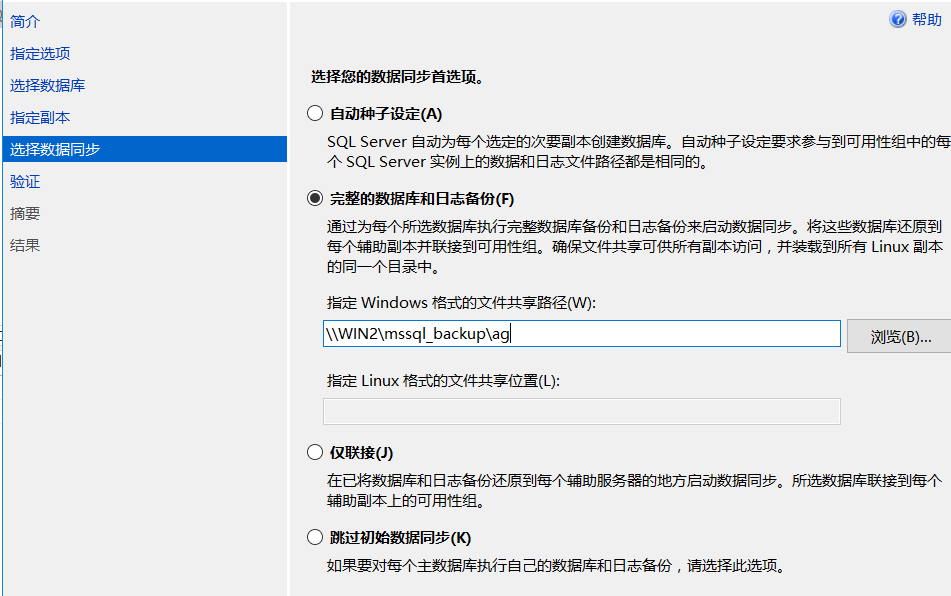 简介
指定选项
选择数据库
指定副本
选择数据同步
验证
摘要
结果
帮助
选择您的数据同步首选项。
自动种子设定(A)
SQL Server 自动为每个选定的次要副本创建数据库。自动种子设定要求参与到可用性组中的每
个 SQL Server 实例上的数据和日志文件路径都是相同的。
完整的数据库和日志备份(F)
通过为每个所选数据库执行完整数据库备份和日志备份来启动数据同步。将这些数据库还原到
每个辅助副本并联接到可用性组。确保文件共享可供所有副本访问，并装载到所有 Linux 副本
的同一个目录中。
指定 Windows 格式的文件共享路径(W):
\\WIN2\mssql_backup\ag
浏览(B)...
指定 Linux 格式的文件共享位置(L):
仅联接(J)
在已将数据库和日志备份还原到每个辅助服务器的地方启动数据同步。所选数据库联接到每个
辅助副本上的可用性组。
跳过初始数据同步(K)
如果要对每个主数据库执行自己的数据库和日志备份，请选择此选项。